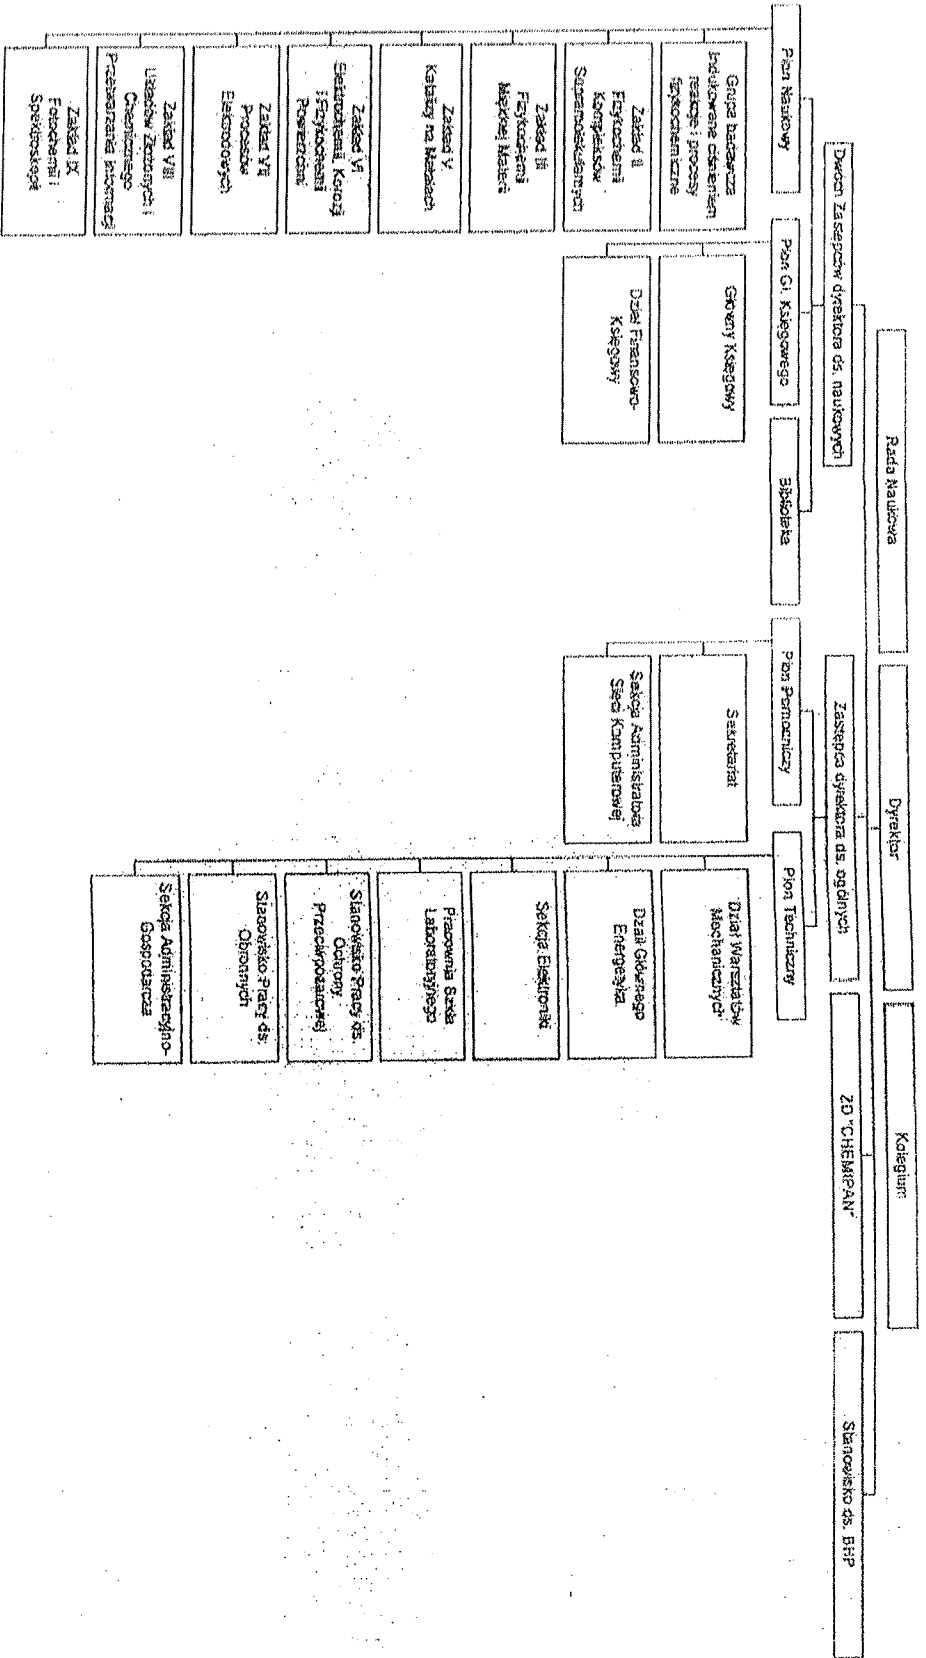 Rada Naukowa
Dyrektor
Kolegium
Dwóch Zastępców dyrektora ds. naukowych
Zastępca dyrektora ds. ogólnych
ZD "CHEMIPAN"
Stanowisko ds. BHP
Pion Naukowy
Pion Gł. Księgowego
Biblioteka
Pion Pomocniczy
Pion Techniczny
Grupa badawcza
Indukowane ciśnieniem
reakcje i procesy
fizykochemiczne
Zakład II
Fizykochemii
Kompleksów
Supramolekularnych
Zakład III
Fizykochemii
Miękkiej Materii
Zakład V
Katalizy na Metalach
Zakład VI
Elektrochemii, Korozji
i Fizykochemii
Powierzchni
Zakład VII
Procesów
Elektrodowych
Zakład VIII
Układów Złożonych i
Chemicznego
Przetwarzania Informacji
Zakład IX
Fotochemii i
Spektroskopii
Główny Księgowy
Dział Finansowo-
Księgowy
Sekretariat
Sekcja Administratora
Sieci Komputerowej
Dział Warsztatów
Mechanicznych
Dział Głównego
Energetyka
Sekcja Elektroniki
Pracownia Szkła
Laboratoryjnego
Stanowisko Pracy ds.
Ochrony
Przeciwpożarowej
Stanowisko Pracy ds.
Obronnych
Sekcja Administracyjno-
Gospodarcza